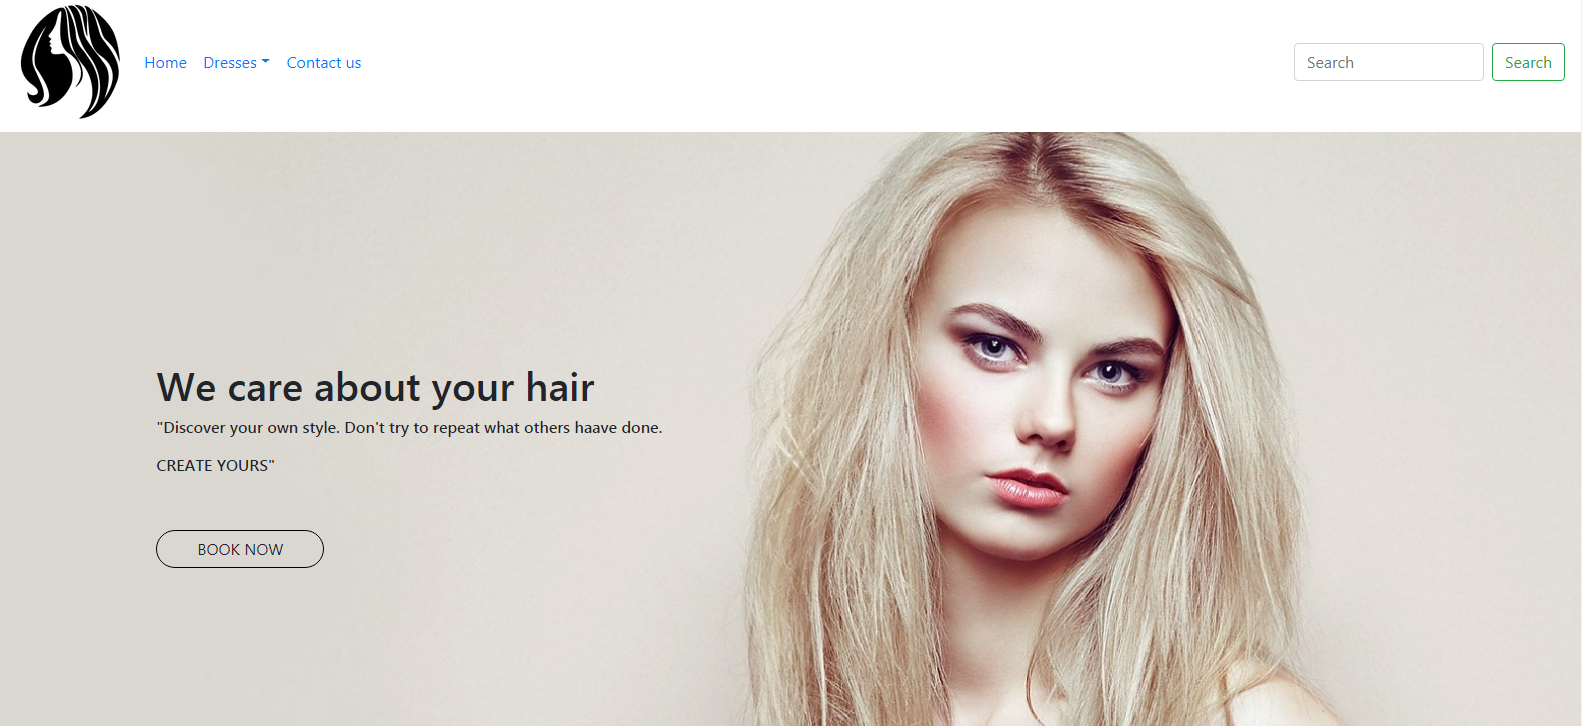 Home Dresses Contact us Search Search
We care about your hair
"Discover your own style. Don't try to repeat what others haave done.
CREATE YOURS"
BOOK NOW